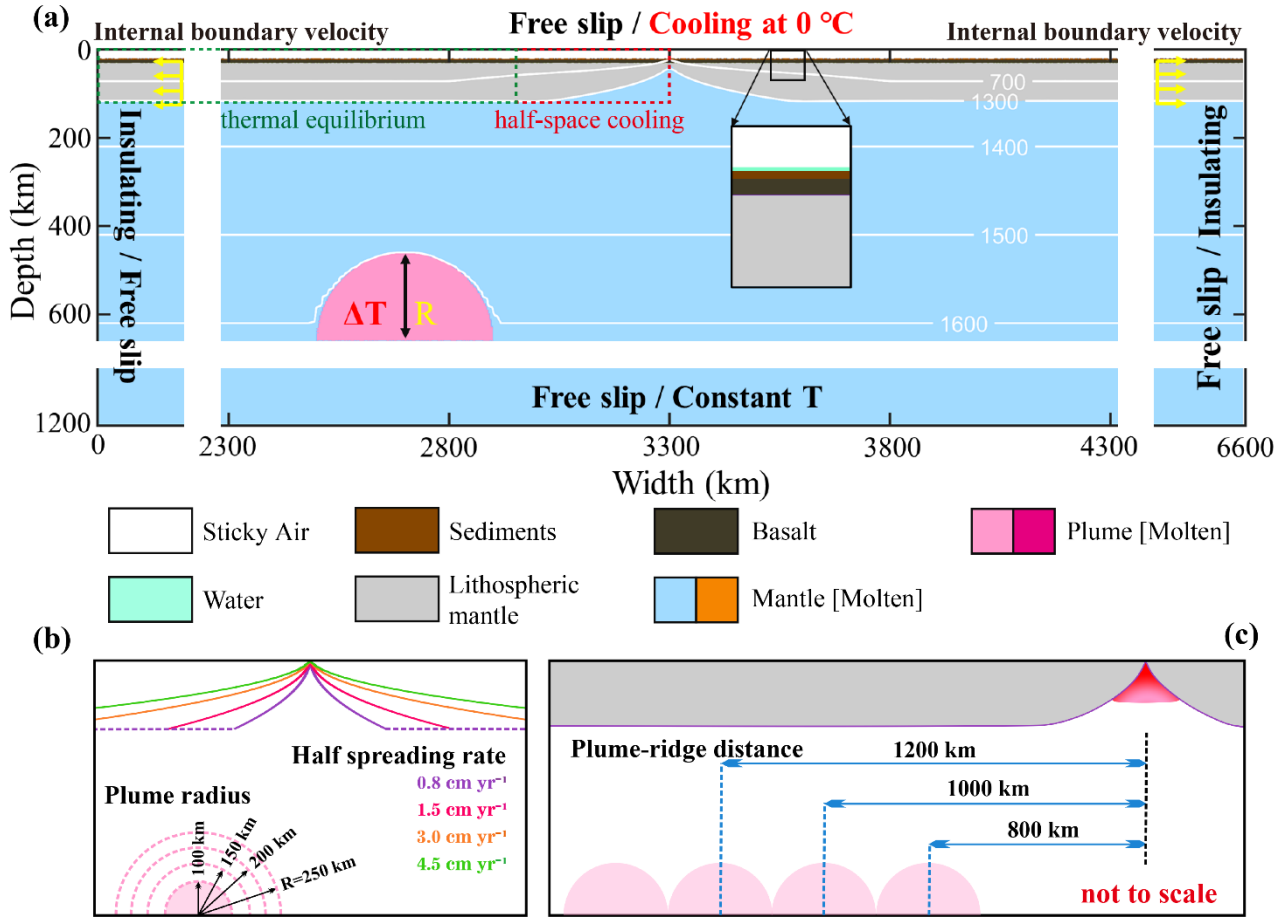 (a)
Free slip / Cooling at 0 °C
Internal boundary velocity
Internal boundary velocity
0
200
400
600
1200
Depth (km)
Insulating / Free slip
Free slip / Insulating
thermal equilibrium
half-space cooling
700
1300
1400
1500
1600
ΔT
R
Free slip / Constant T
0
2300
2800
3300
3800
4300
6600
Width (km)
Sticky Air
Sediments
Basalt
Plume [Molten]
Water
Lithospheric
mantle
Mantle [Molten]
(b)
Half spreading rate
0.8 cm yr⁻¹
1.5 cm yr⁻¹
3.0 cm yr⁻¹
4.5 cm yr⁻¹
Plume radius
100 km
150 km
200 km
R=250 km
(c)
Plume-ridge distance
1200 km
1000 km
800 km
not to scale